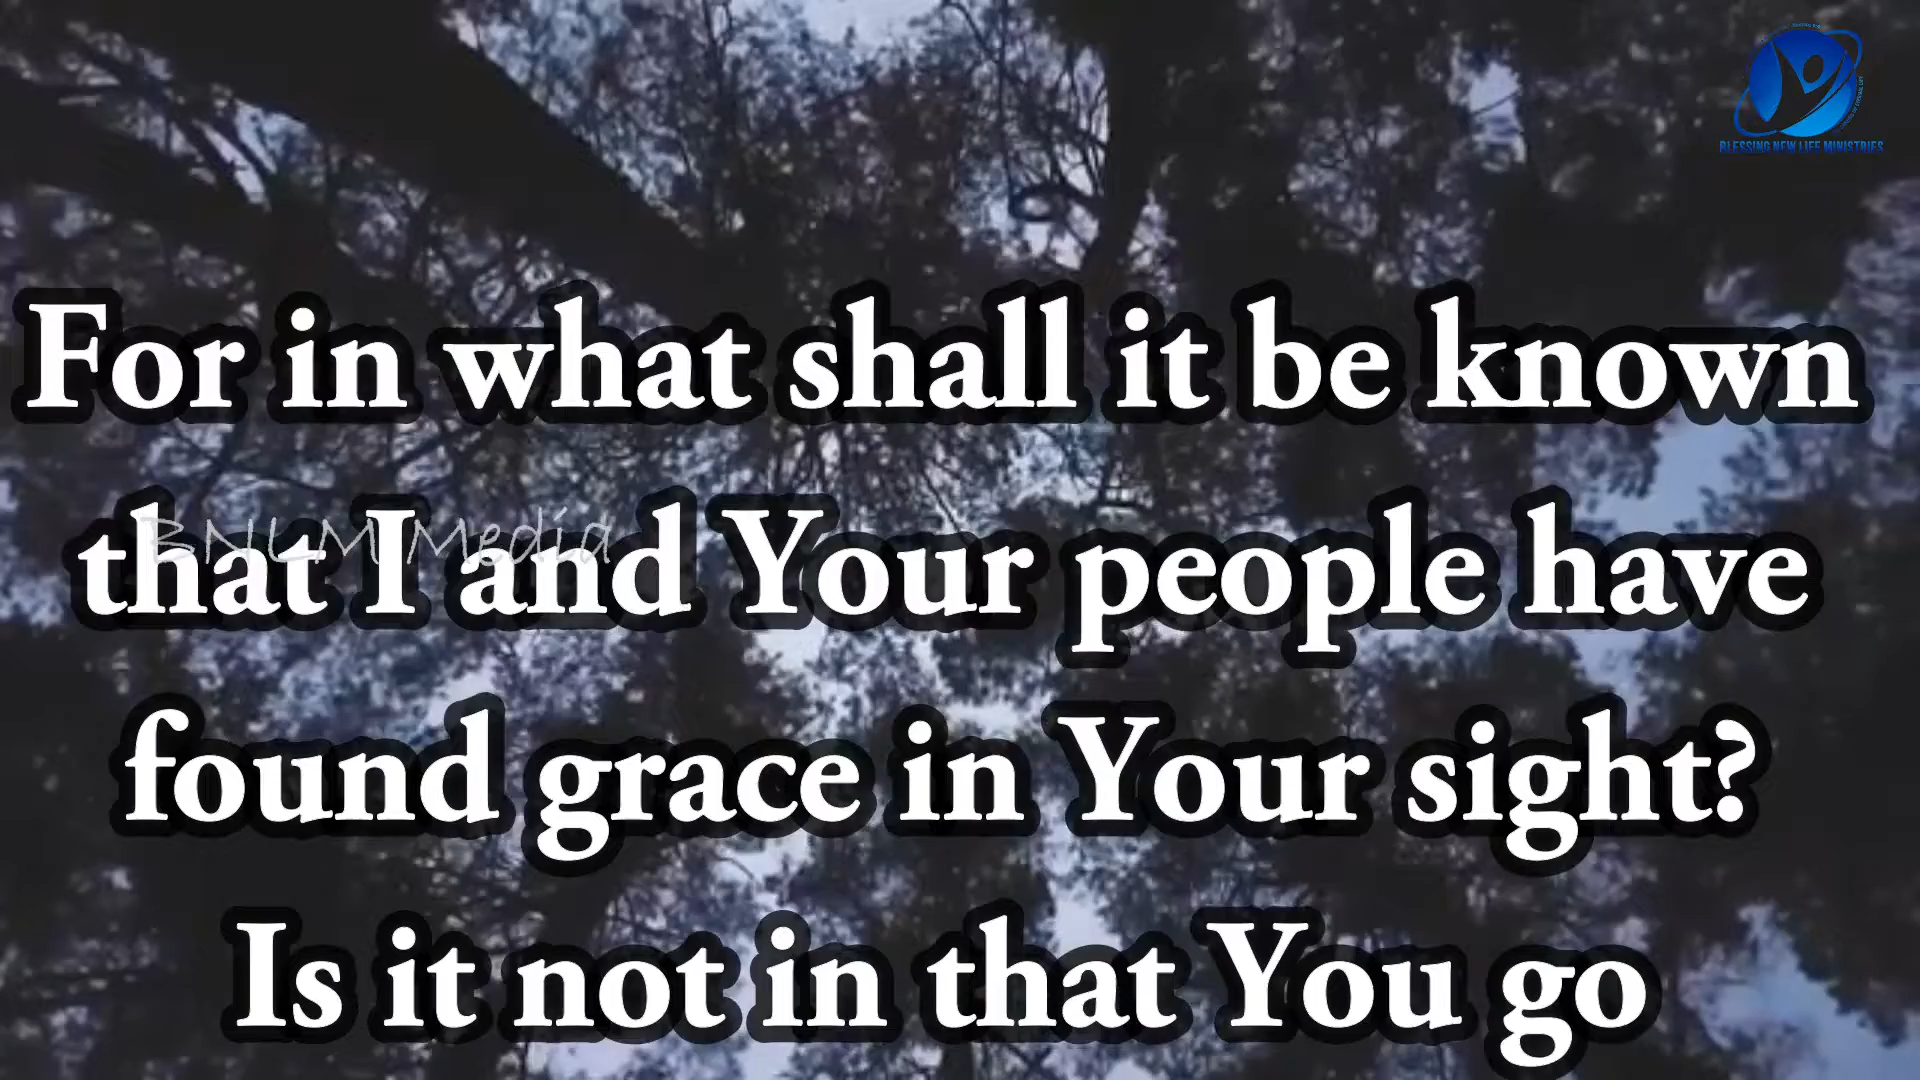 BLESSING NEW LIFE MINISTRIES
For in what shall it be known
that I and Your people have
BNLM Media
found grace in Your sight?
Is it not in that You go